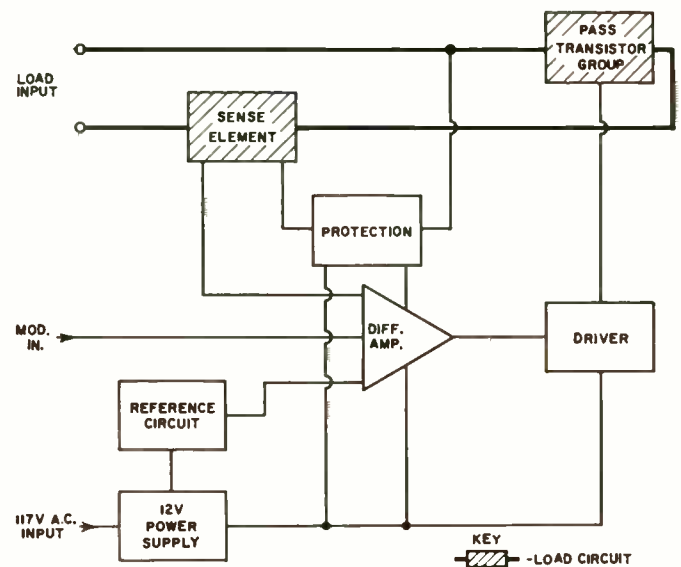 PASS
TRANSISTOR
GROUP
LOAD
INPUT
SENSE
ELEMENT
PROTECTION
MOD.
IN.
DIFF.
AMP.
DRIVER
REFERENCE
CIRCUIT
117V A.C.
INPUT
12V
POWER
SUPPLY
KEY
-LOAD CIRCUIT